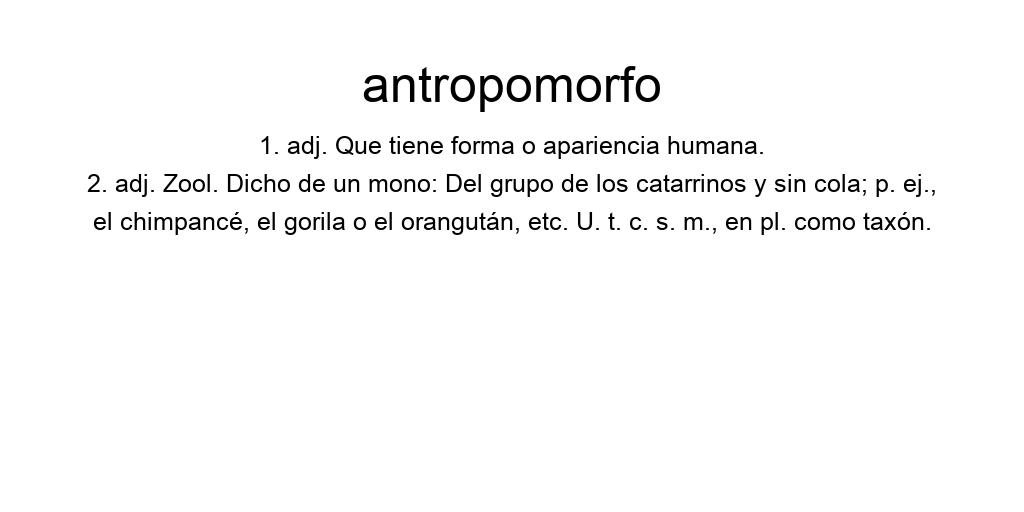 antropomorfo
1. adj. Que tiene forma o apariencia humana.
2. adj. Zool. Dicho de un mono: Del grupo de los catarrinos y sin cola; p. ej.,
el chimpancé, el gorila o el orangután, etc. U. t. c. s. m., en pl. como taxón.